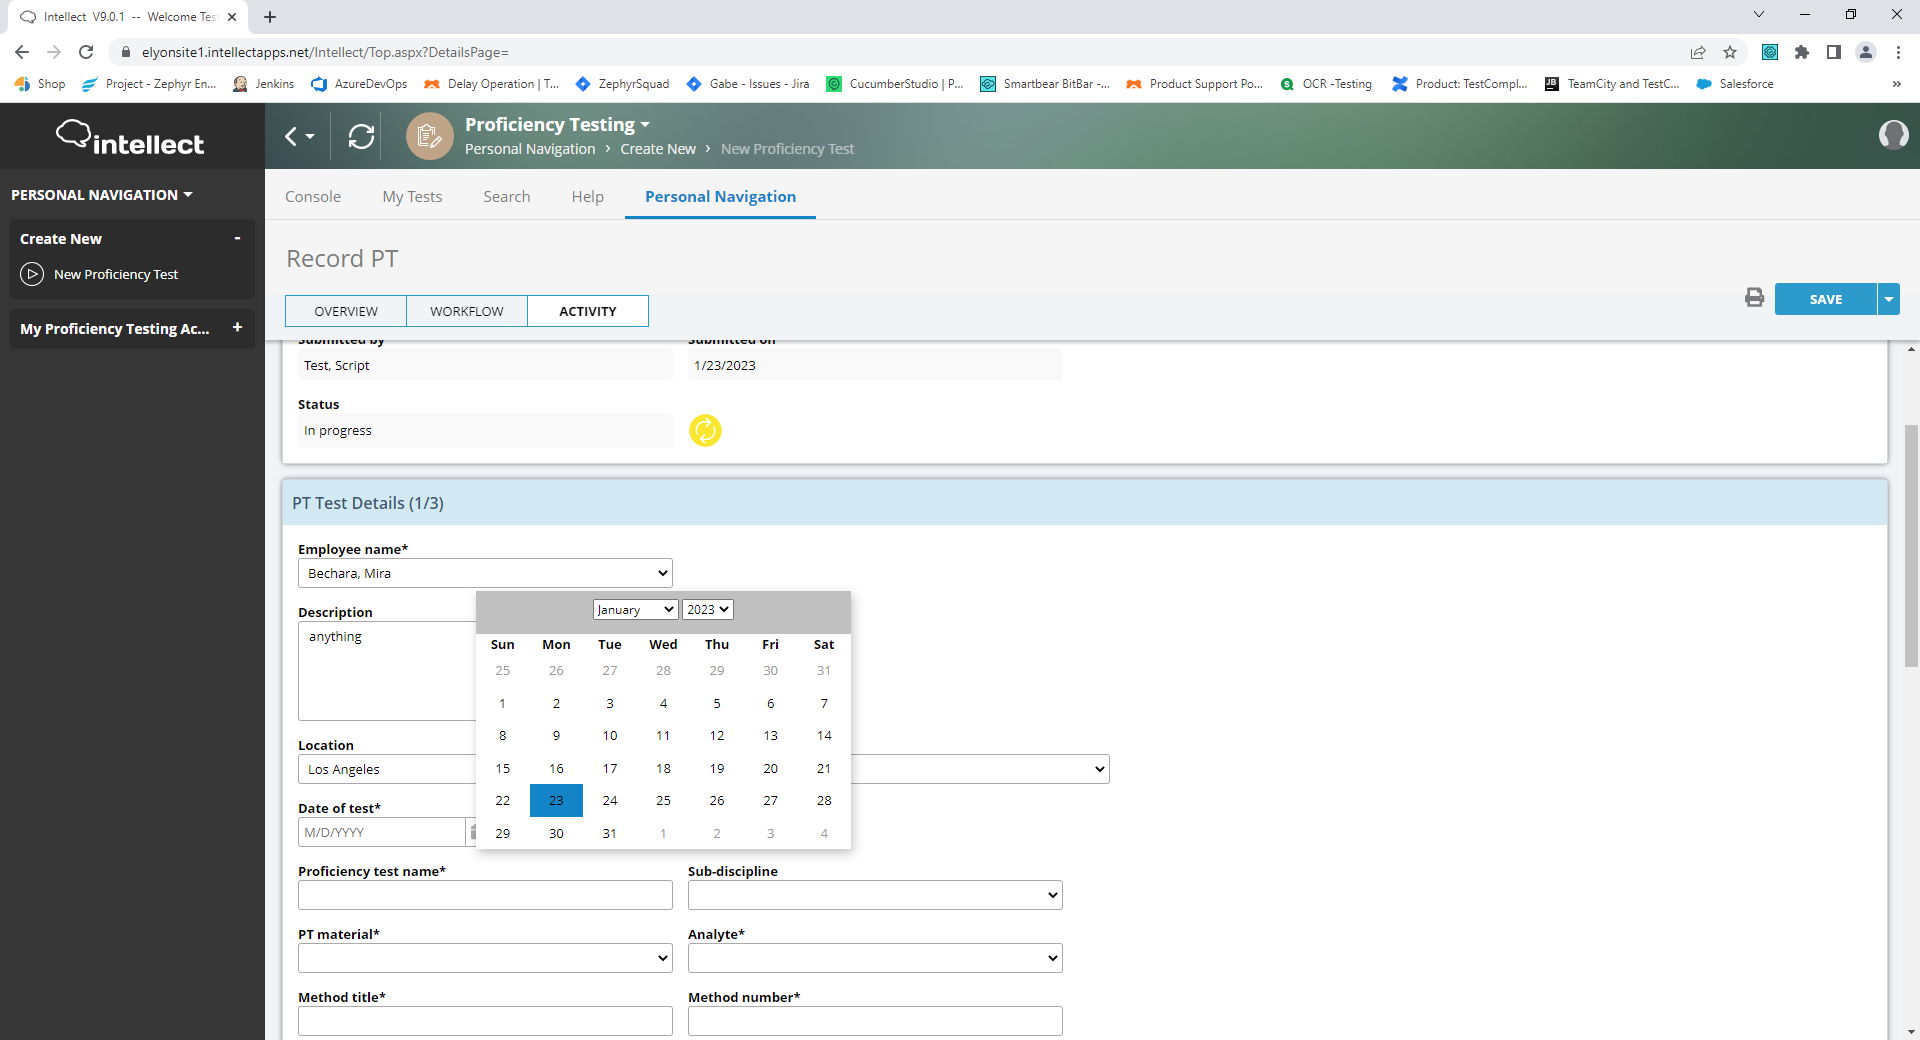 Intellect V9.0.1 -- Welcome Tes
elyonsite1.intellectapps.net/Intellect/Top.aspx?DetailsPage=
Shop
Project - Zephyr En...
Jenkins
AzureDevOps
Delay Operation | T...
ZephyrSquad
Gabe - Issues - Jira
CucumberStudio | P...
Smartbear BitBar -...
Product Support Po...
OCR -Testing
Product: TestCompl...
TeamCity and TestC...
Salesforce
intellect
Proficiency Testing
Personal Navigation › Create New › New Proficiency Test
PERSONAL NAVIGATION
Create New -
New Proficiency Test
My Proficiency Testing Ac... +
Console My Tests Search Help Personal Navigation
Record PT
OVERVIEW WORKFLOW ACTIVITY
SAVE
Submitted by Submitted on
Test, Script 1/23/2023
Status
In progress
PT Test Details (1/3)
Employee name*
Bechara, Mira
Description
anything
January 2023
Sun Mon Tue Wed Thu Fri Sat
25 26 27 28 29 30 31
1 2 3 4 5 6 7
8 9 10 11 12 13 14
15 16 17 18 19 20 21
22 23 24 25 26 27 28
29 30 31 1 2 3 4
Location
Los Angeles
Date of test*
M/D/YYYY
Proficiency test name* Sub-discipline
PT material* Analyte*
Method title* Method number*